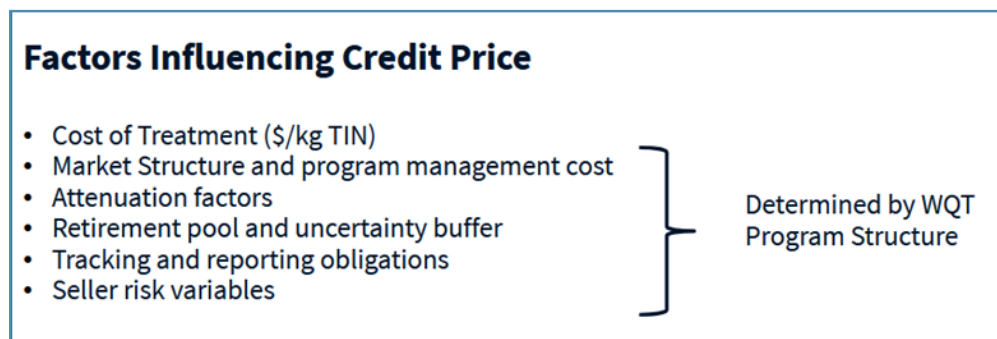 Factors Influencing Credit Price
• Cost of Treatment ($/kg TIN)
• Market Structure and program management cost
• Attenuation factors
• Retirement pool and uncertainty buffer
• Tracking and reporting obligations
• Seller risk variables
Determined by WQT
Program Structure